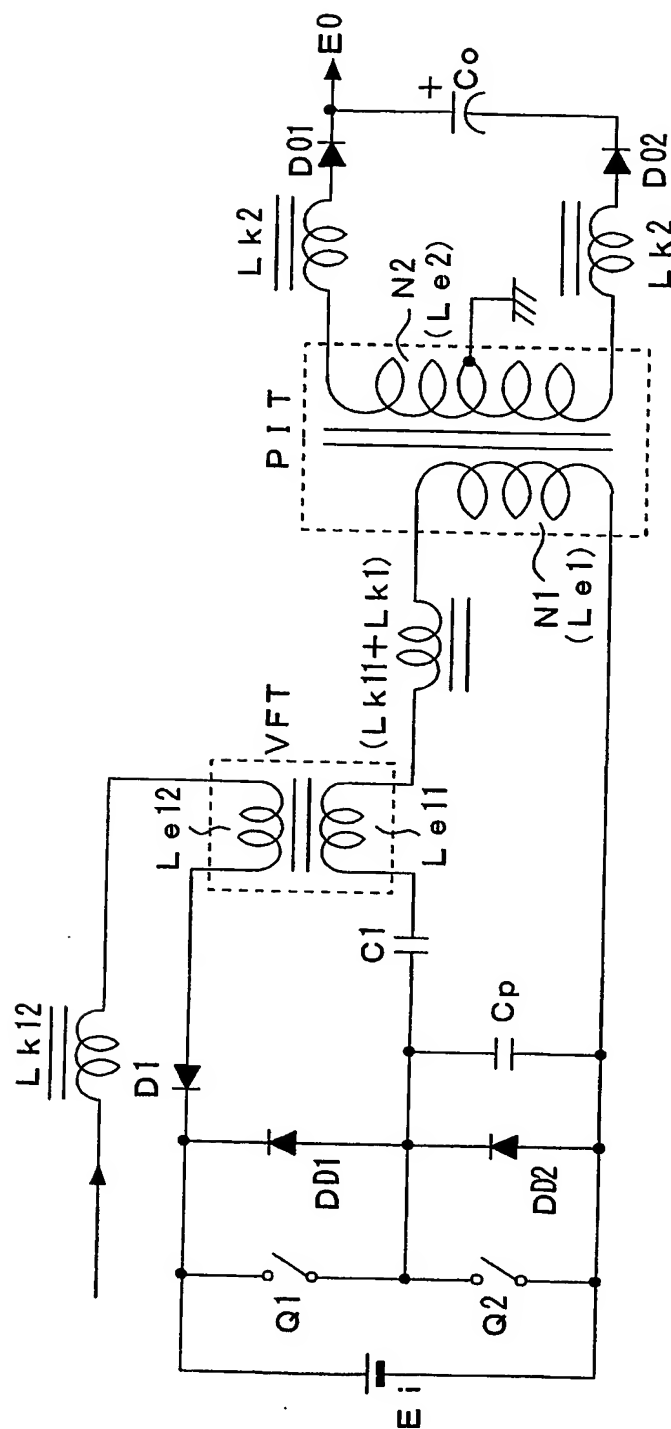 Lk12
D1
Le12
VFT
Le11
(Lk11+Lk1)
PIT
N1
(Le1)
N2
(Le2)
Lk2
D01
E0
+
Co
D02
Lk2
C1
Cp
DD1
DD2
Q1
Q2
Ei